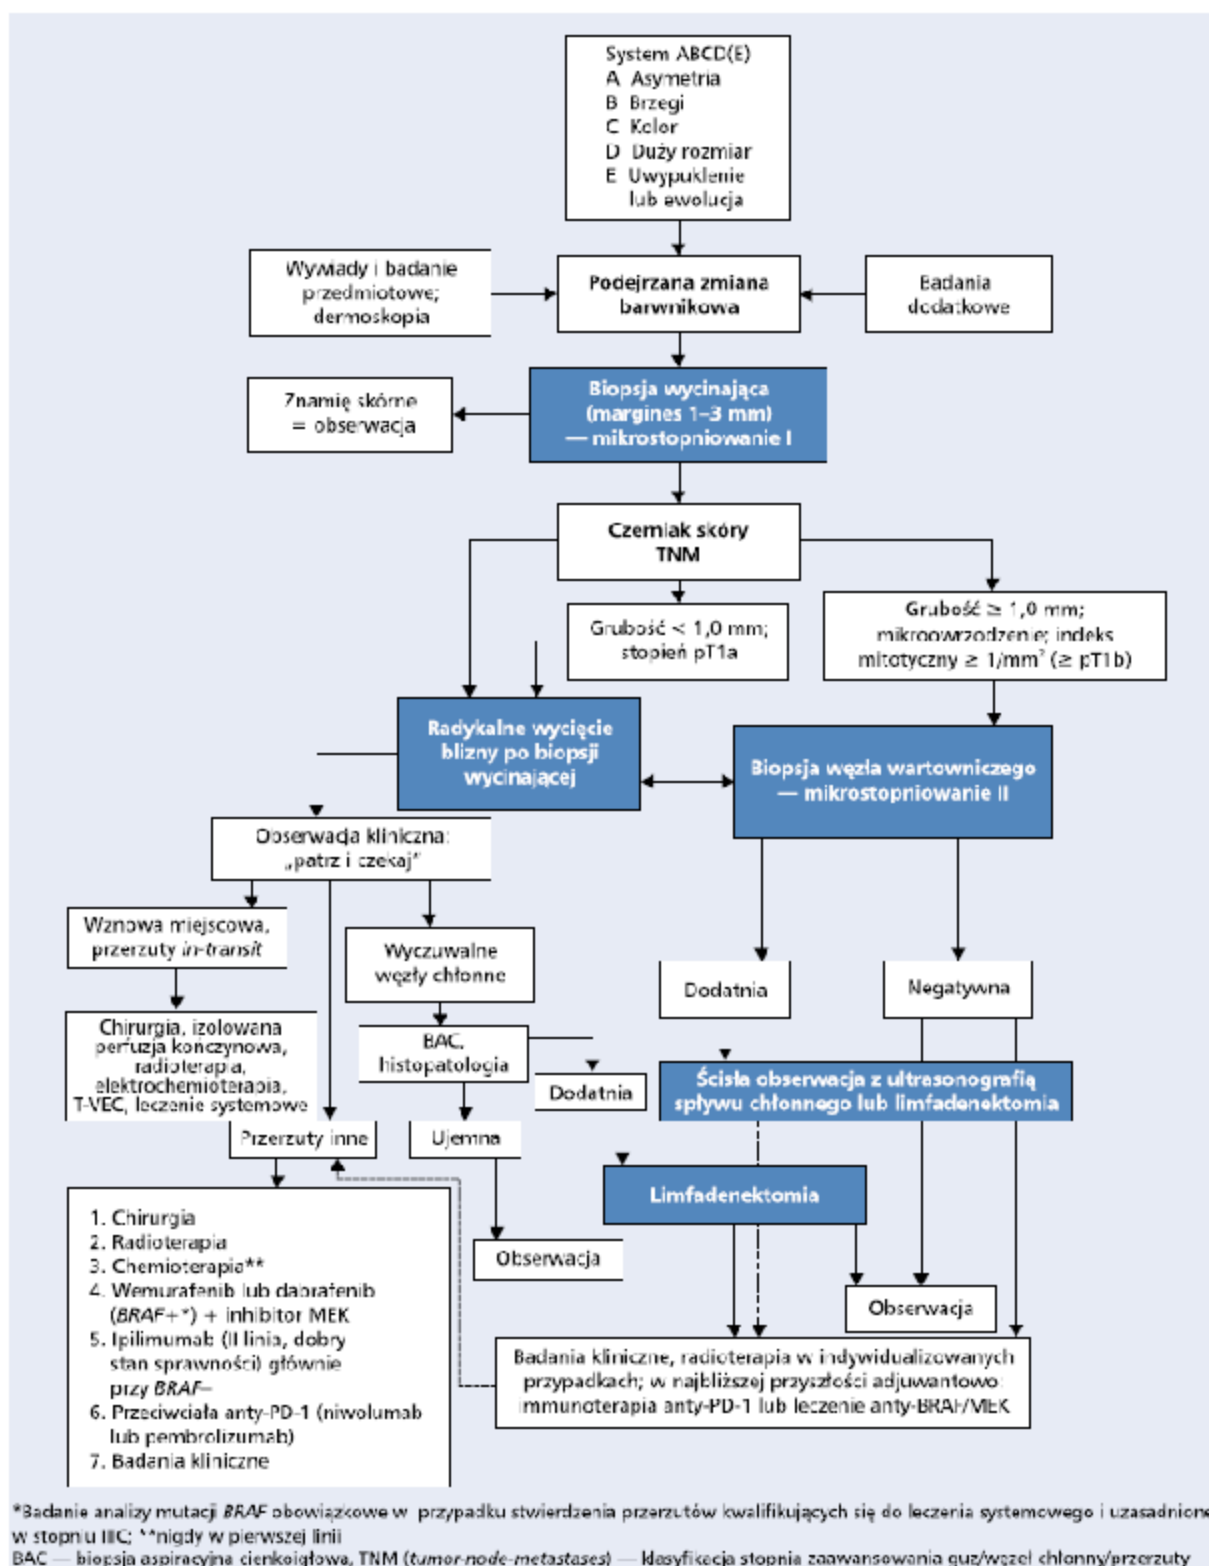 System ABCD(E)
A Asymetria
B Brzegi
C Kolor
D Duży rozmiar
E Uwypuklenie
lub ewolucja
Wywiady i badanie
przedmiotowe;
dermoskopia
Podejrzana zmiana
barwnikowa
Badania
dodatkowe
Znamię skórne
= obserwacja
Biopsja wycinająca
(margines 1–3 mm)
— mikrostopniowanie I
Czerniak skóry
TNM
Grubość < 1,0 mm;
stopień pT1a
Grubość ≥ 1,0 mm;
mikroowrzodzenie; indeks
mitotyczny ≥ 1/mm² (≥ pT1b)
Radykalne wycięcie
blizny po biopsji
wycinającej
Biopsja węzła wartowniczego
— mikrostopniowanie II
Obserwacja kliniczna:
„patrz i czekaj”
Wznowa miejscowa,
przerzuty in-transit
Wyczuwalne
węzły chłonne
Dodatnia
Negatywna
Chirurgia, izolowana
perfuzja kończynowa,
radioterapia,
elektrochemioterapia,
T-VEC, leczenie systemowe
BAC,
histopatologia
Dodatnia
Ścisła obserwacja z ultrasonografią
spływu chłonnego lub limfadenektomia
Przerzuty inne
Ujemna
Limfadenektomia
1. Chirurgia
2. Radioterapia
3. Chemioterapia**
4. Wemurafenib lub dabrafenib
(BRAF+*) + inhibitor MEK
5. Ipilimumab (II linia, dobry
stan sprawności) głównie
przy BRAF–
6. Przeciwciała anty-PD-1 (niwolumab
lub pembrolizumab)
7. Badania kliniczne
Obserwacja
Obserwacja
Badania kliniczne, radioterapia w indywidualizowanych
przypadkach; w najbliższej przyszłości adjuwantowo:
immunoterapia anty-PD-1 lub leczenie anty-BRAF/MEK
*Badanie analizy mutacji BRAF obowiązkowe w przypadku stwierdzenia przerzutów kwalifikujących się do leczenia systemowego i uzasadnione
w stopniu IIIC; **nigdy w pierwszej linii
BAC — biopsja aspiracyjna cienkoigłowa, TNM (tumor-node-metastases) — klasyfikacja stopnia zaawansowania guz/węzeł chłonny/przerzuty